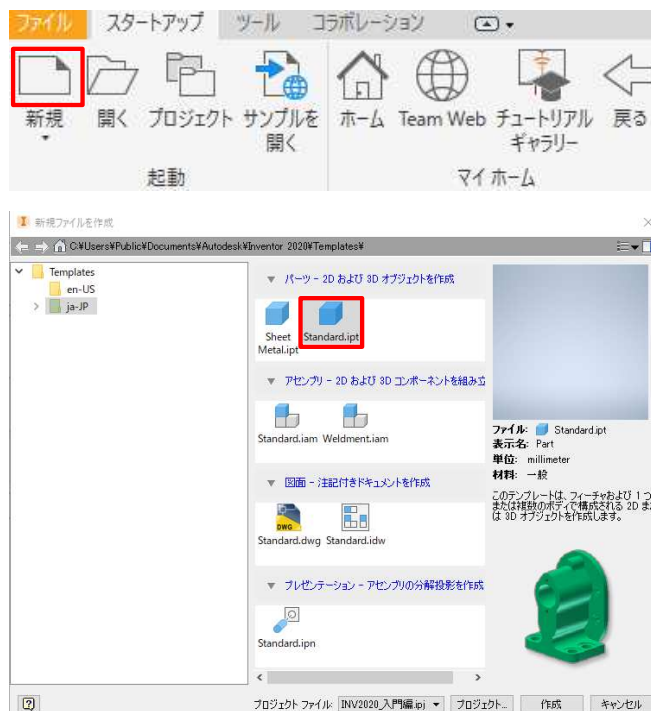 ファイル スタートアップ ツール コラボレーション
新規 開く プロジェクト サンプルを開く ホーム Team Web チュートリアル ギャラリー 戻る
起動 マイ ホーム
新規ファイルを作成
C:¥Users¥Public¥Documents¥Autodesk¥Inventor 2020¥Templates¥
Templates
en-US
ja-JP
パーツ - 2D および 3D オブジェクトを作成
Sheet Metal.ipt Standard.ipt
アセンブリ - 2D および 3D コンポーネントを組み立
Standard.iam Weldment.iam
図面 - 注記付きドキュメントを作成
DWG
Standard.dwg Standard.idw
プレゼンテーション - アセンブリの分解投影を作成
Standard.ipn
ファイル: Standard.ipt
表示名: Part
単位: millimeter
材料: 一般
このテンプレートは、フィーチャおよび 1 つ
または複数のボディで構成される 2D ま
は 3D オブジェクトを作成します。
プロジェクト ファイル: INV2020_入門編.ipj プロジェクト... 作成 キャンセル